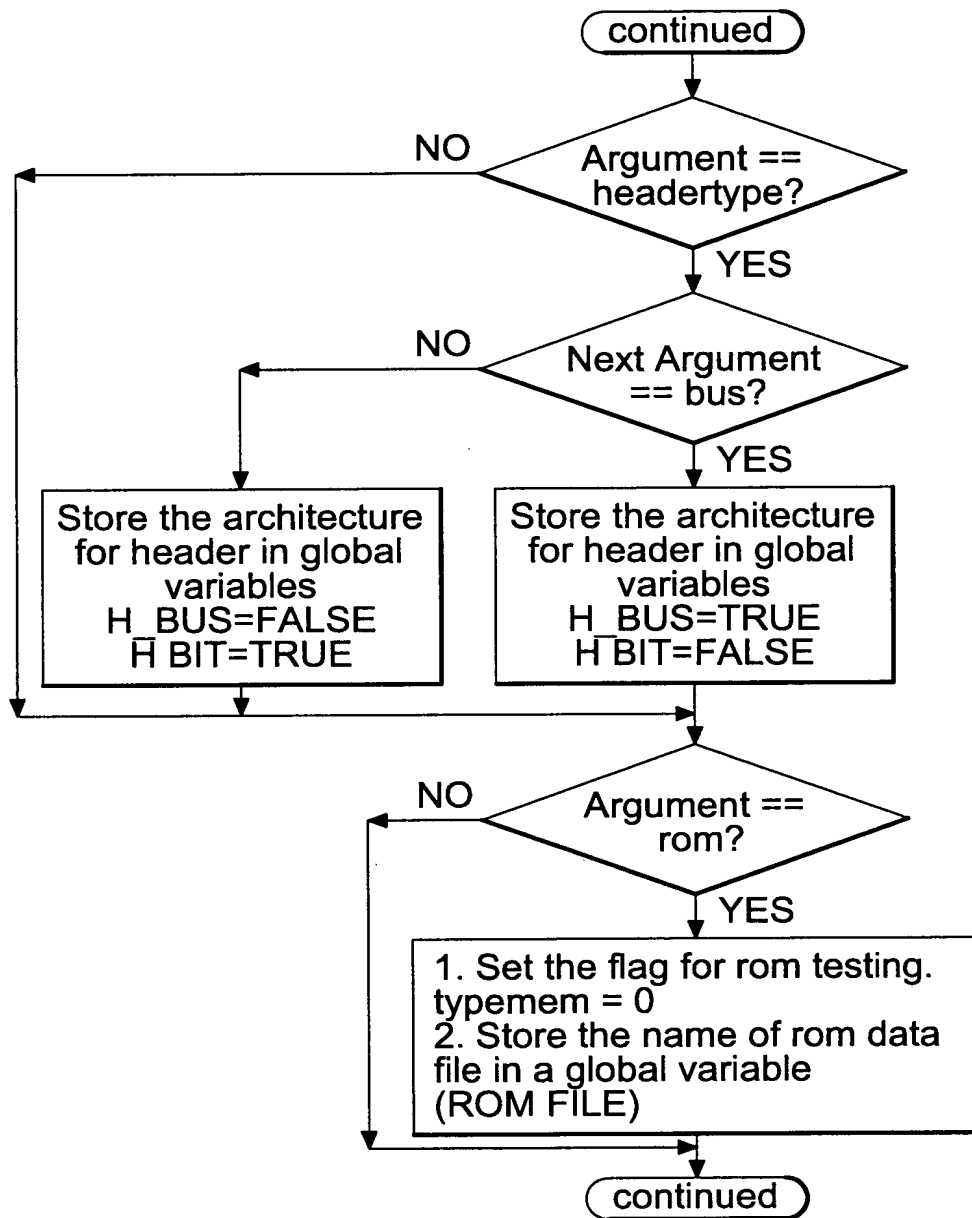 continued
Argument ==
headertype?
NO
YES
Next Argument
== bus?
NO
YES
Store the architecture
for header in global
variables
H_BUS=FALSE
H_BIT=TRUE
Store the architecture
for header in global
variables
H_BUS=TRUE
H_BIT=FALSE
Argument ==
rom?
NO
YES
1. Set the flag for rom testing.
typemem = 0
2. Store the name of rom data
file in a global variable
(ROM FILE)
continued